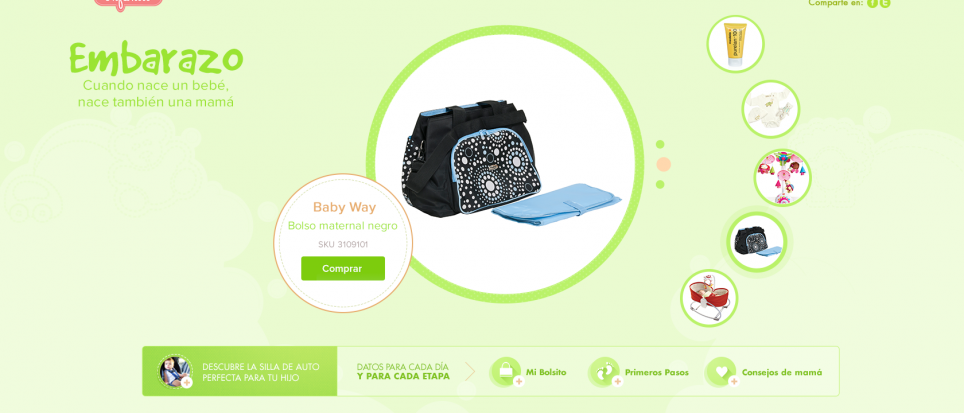 Comparte en:
Embarazo
Cuando nace un bebé,
nace también una mamá
Baby Way
Bolso maternal negro
SKU 3109101
Comprar
DESCUBRE LA SILLA DE AUTO
PERFECTA PARA TU HIJO
DATOS PARA CADA DÍA
Y PARA CADA ETAPA
Mi Bolsito
Primeros Pasos
Consejos de mamá